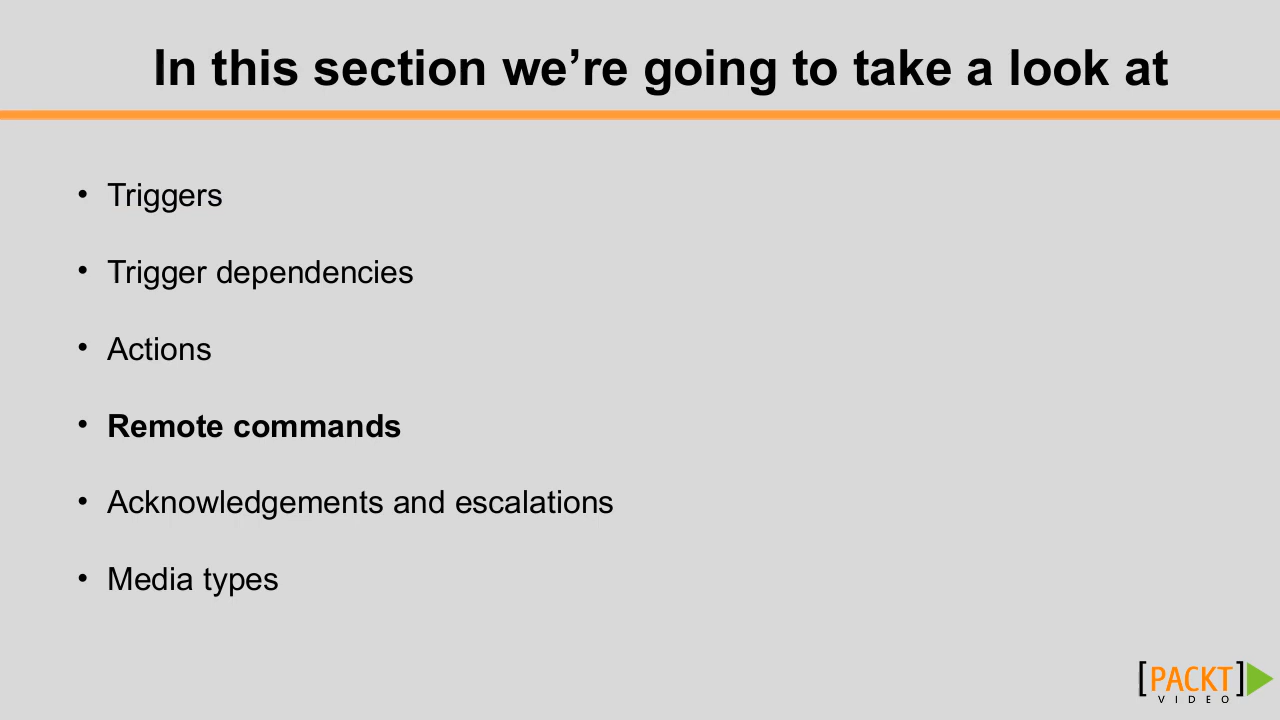 In this section we’re going to take a look at
• Triggers
• Trigger dependencies
• Actions
• Remote commands
• Acknowledgements and escalations
• Media types
[PACKT]
VIDEO